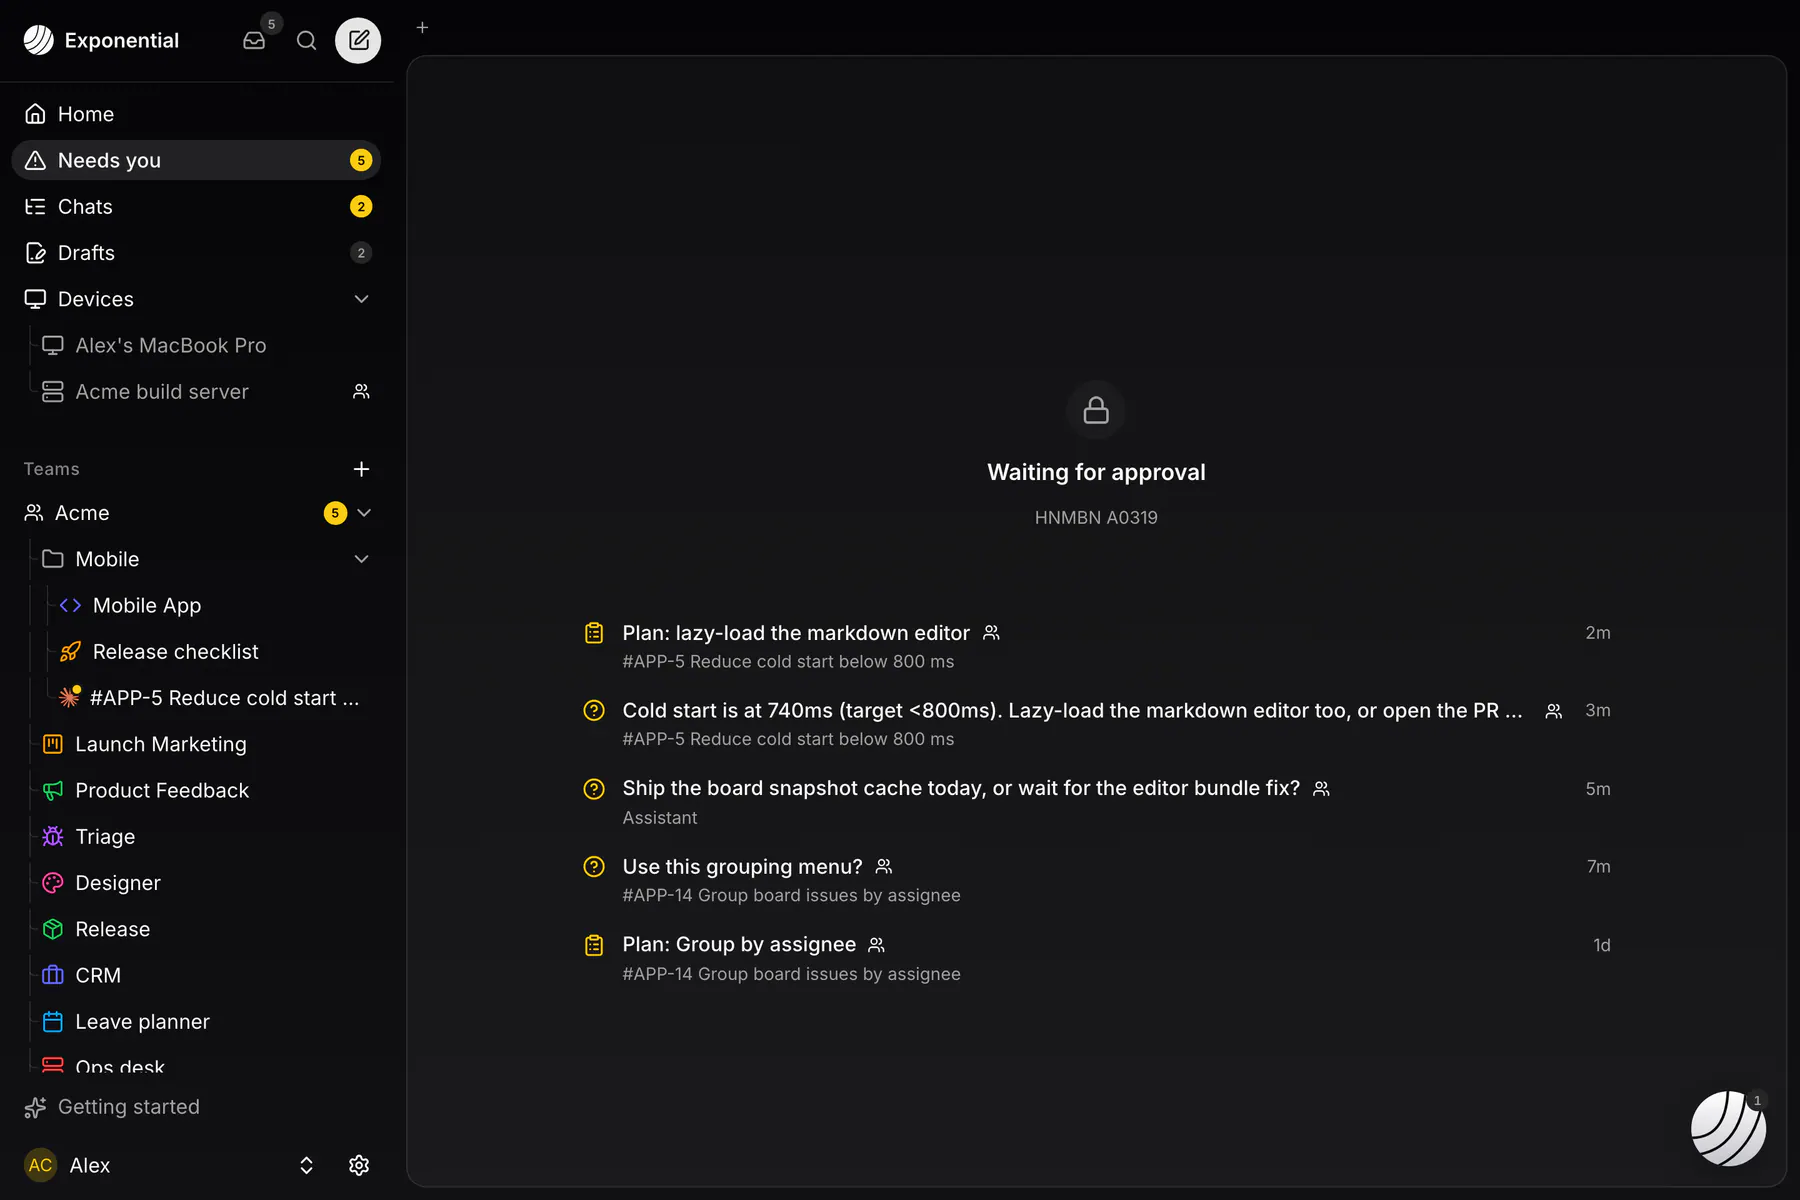 Exponential
5
Home
Needs you
5
Chats
2
Drafts
2
Devices
Alex's MacBook Pro
Acme build server
Teams
Acme
5
Mobile
Mobile App
Release checklist
#APP-5 Reduce cold start ...
Launch Marketing
Product Feedback
Triage
Designer
Release
CRM
Leave planner
Ops desk
Getting started
AC
Alex
Waiting for approval
HNMBN A0319
Plan: lazy-load the markdown editor
2m
#APP-5 Reduce cold start below 800 ms
Cold start is at 740ms (target <800ms). Lazy-load the markdown editor too, or open the PR ...
3m
#APP-5 Reduce cold start below 800 ms
Ship the board snapshot cache today, or wait for the editor bundle fix?
5m
Assistant
Use this grouping menu?
7m
#APP-14 Group board issues by assignee
Plan: Group by assignee
1d
#APP-14 Group board issues by assignee
1